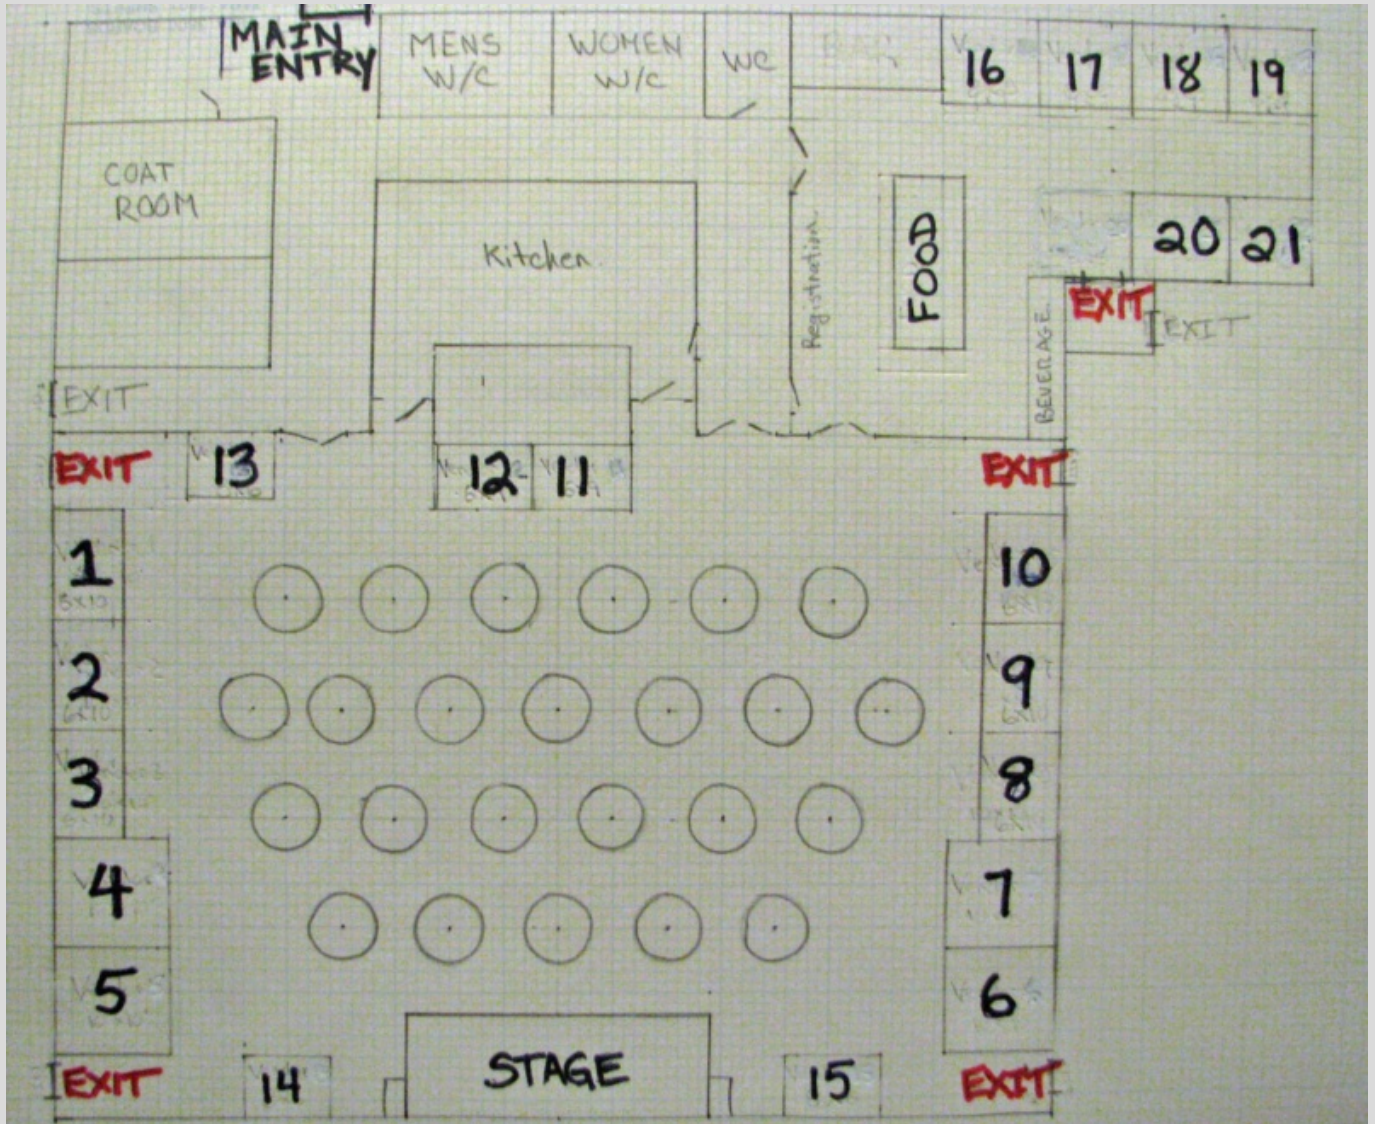 MAIN
ENTRY
MENS
W/C
WOMEN
W/C
WC
16
17
18
19
COAT
ROOM
Kitchen
Registration
FOOD
20
21
EXIT
EXIT
BEVERAGE
EXIT
EXIT
13
12
11
EXIT
1
10
2
9
3
8
4
7
5
6
EXIT
14
STAGE
15
EXIT